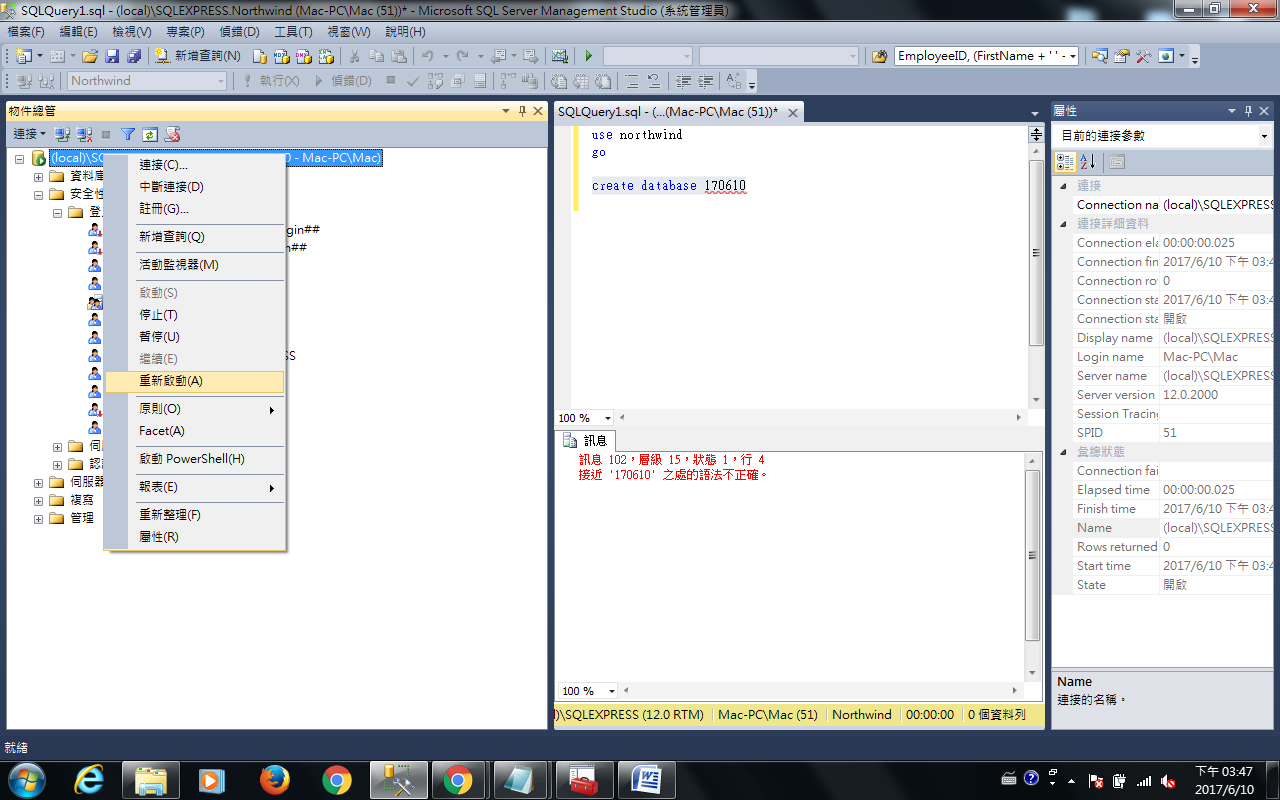 SQLQuery1.sql - (local)\SQLEXPRESS.Northwind (Mac-PC\Mac (51))* - Microsoft SQL Server Management Studio (系統管理員)
檔案(F) 編輯(E) 檢視(V) 專案(P) 偵錯(D) 工具(T) 視窗(W) 說明(H)
新增查詢(N) EmployeeID, (FirstName + ' ' -
Northwind 執行(X) 偵錯(D)
物件總管
連接
(local)\SQ
0 - Mac-PC\Mac)
資料庫
安全性
登
gin##
n##
SS
伺
認
伺服器
複寫
管理
連接(C)...
中斷連接(D)
註冊(G)...
新增查詢(Q)
活動監視器(M)
啟動(S)
停止(T)
暫停(U)
繼續(E)
重新啟動(A)
原則(O)
Facet(A)
啟動 PowerShell(H)
報表(E)
重新整理(F)
屬性(R)
SQLQuery1.sql - (...(Mac-PC\Mac (51))*
use northwind
go
create database 170610
100 %
訊息
訊息 102，層級 15，狀態 1，行 4
接近 '170610' 之處的語法不正確。
100 %
)\SQLEXPRESS (12.0 RTM) Mac-PC\Mac (51) Northwind 00:00:00 0 個資料列
屬性
目前的連接參數
連接
Connection na (local)\SQLEXPRESS
連接詳細資料
Connection ela 00:00:00.025
Connection fin 2017/6/10 下午 03:4
Connection ro 0
Connection sta 2017/6/10 下午 03:4
Connection sta 開啟
Display name (local)\SQLEXPRESS
Login name Mac-PC\Mac
Server name (local)\SQLEXPRESS
Server version 12.0.2000
Session Tracing
SPID 51
彙總狀態
Connection fai
Elapsed time 00:00:00.025
Finish time 2017/6/10 下午 03:4
Name (local)\SQLEXPRESS
Rows returned 0
Start time 2017/6/10 下午 03:4
State 開啟
Name
連接的名稱。
就緒
下午 03:47
2017/6/10